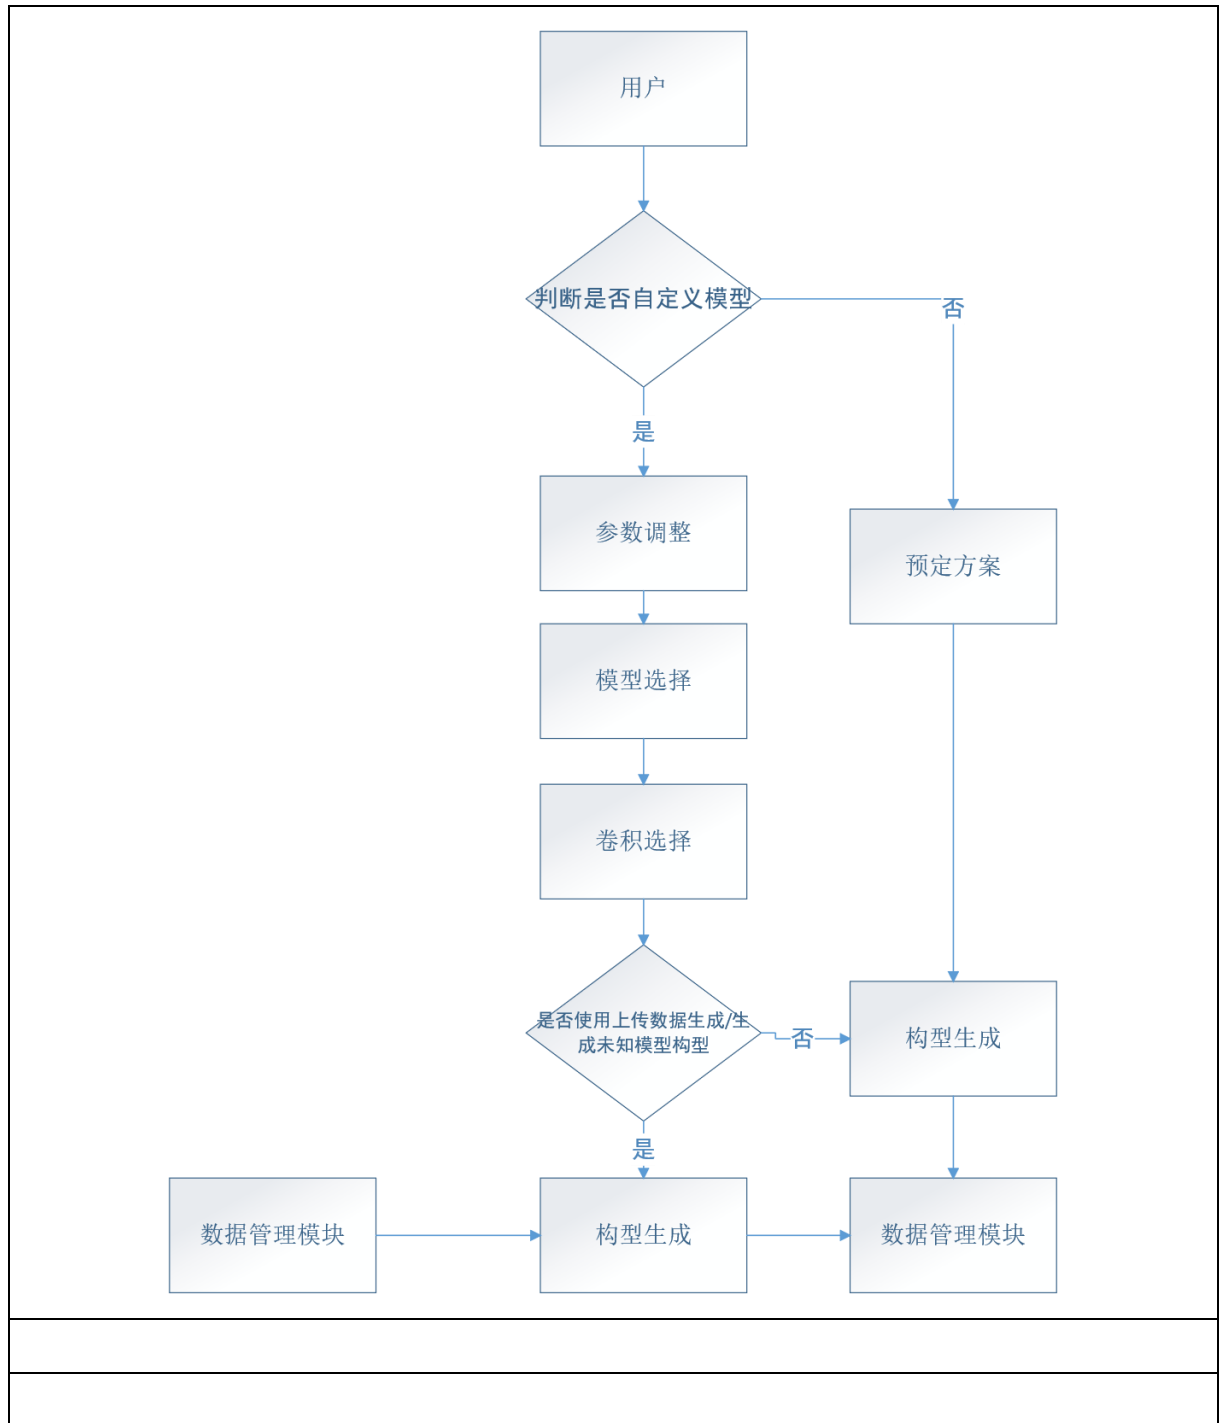 用户
判断是否自定义模型
否
是
参数调整
预定方案
模型选择
卷积选择
是否使用上传数据生成/生
成未知模型构型
否
构型生成
是
数据管理模块
构型生成
数据管理模块